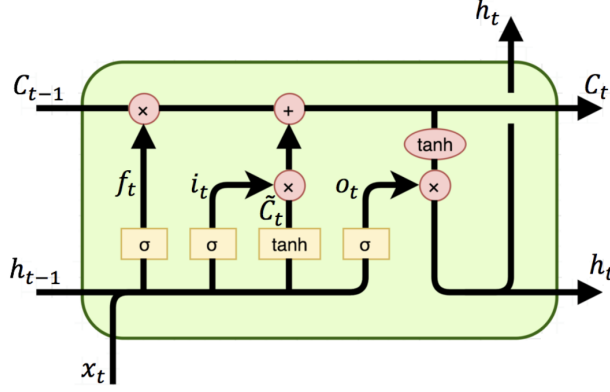 h_t
C_{t-1} × + C_t
tanh
f_t i_t × o_t ×
C̃_t
σ σ tanh σ
h_{t-1} h_t
x_t